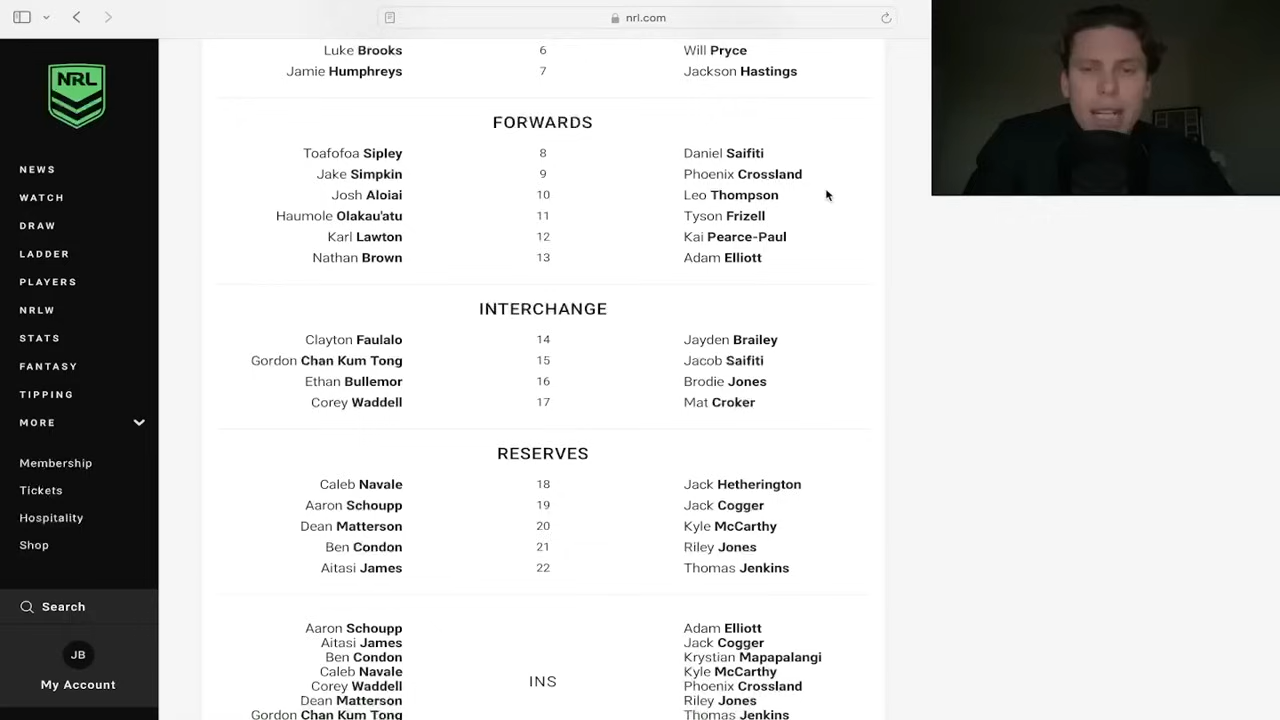 nrl.com
NRL
NEWS
WATCH
DRAW
LADDER
PLAYERS
NRLW
STATS
FANTASY
TIPPING
MORE
Membership
Tickets
Hospitality
Shop
Search
JB
My Account
Luke Brooks 6 Will Pryce
Jamie Humphreys 7 Jackson Hastings
FORWARDS
Toafofoa Sipley 8 Daniel Saifiti
Jake Simpkin 9 Phoenix Crossland
Josh Aloiai 10 Leo Thompson
Haumole Olakau'atu 11 Tyson Frizell
Karl Lawton 12 Kai Pearce-Paul
Nathan Brown 13 Adam Elliott
INTERCHANGE
Clayton Faulalo 14 Jayden Brailey
Gordon Chan Kum Tong 15 Jacob Saifiti
Ethan Bullemor 16 Brodie Jones
Corey Waddell 17 Mat Croker
RESERVES
Caleb Navale 18 Jack Hetherington
Aaron Schoupp 19 Jack Cogger
Dean Matterson 20 Kyle McCarthy
Ben Condon 21 Riley Jones
Aitasi James 22 Thomas Jenkins
Aaron Schoupp Adam Elliott
Aitasi James Jack Cogger
Ben Condon Krystian Mapapalangi
Caleb Navale Kyle McCarthy
INS
Corey Waddell Phoenix Crossland
Dean Matterson Riley Jones
Gordon Chan Kum Tong Thomas Jenkins